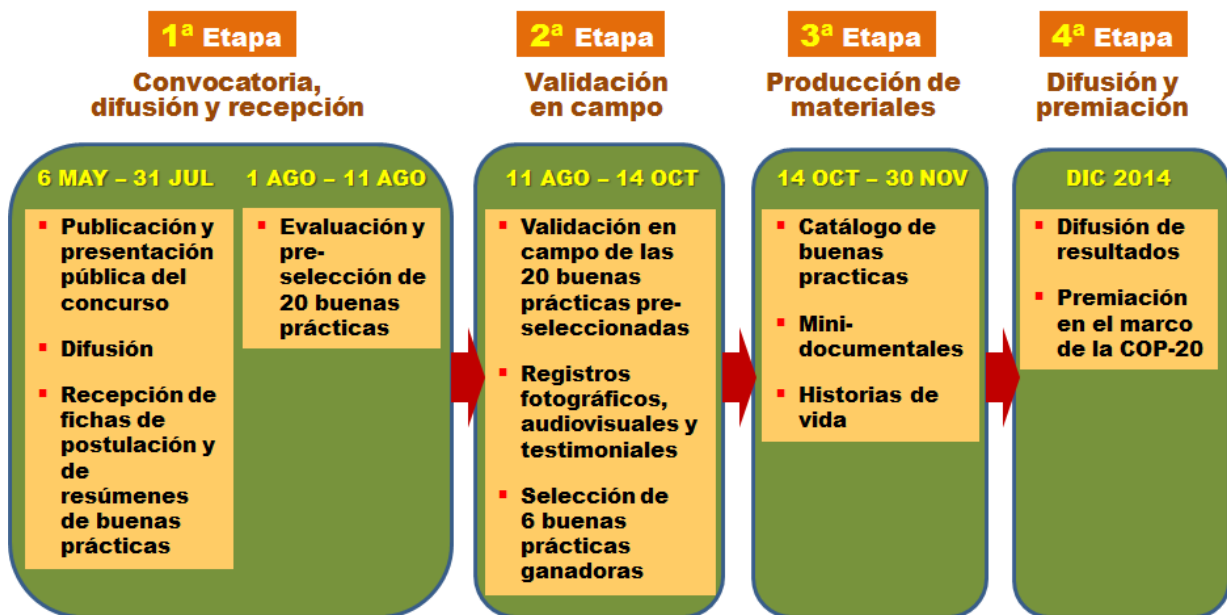 1ª Etapa
Convocatoria,
difusión y recepción
6 MAY – 31 JUL
▪ Publicación y
presentación
pública del
concurso
▪ Difusión
▪ Recepción de
fichas de
postulación y
de
resúmenes
de buenas
prácticas
1 AGO – 11 AGO
▪ Evaluación y
pre-
selección de
20 buenas
prácticas
2ª Etapa
Validación
en campo
11 AGO – 14 OCT
▪ Validación en
campo de las
20 buenas
prácticas pre-
seleccionadas
▪ Registros
fotográficos,
audiovisuales y
testimoniales
▪ Selección de
6 buenas
prácticas
ganadoras
3ª Etapa
Producción de
materiales
14 OCT – 30 NOV
▪ Catálogo de
buenas
practicas
▪ Mini-
documentales
▪ Historias de
vida
4ª Etapa
Difusión y
premiación
DIC 2014
▪ Difusión de
resultados
▪ Premiación
en el marco
de la COP-20